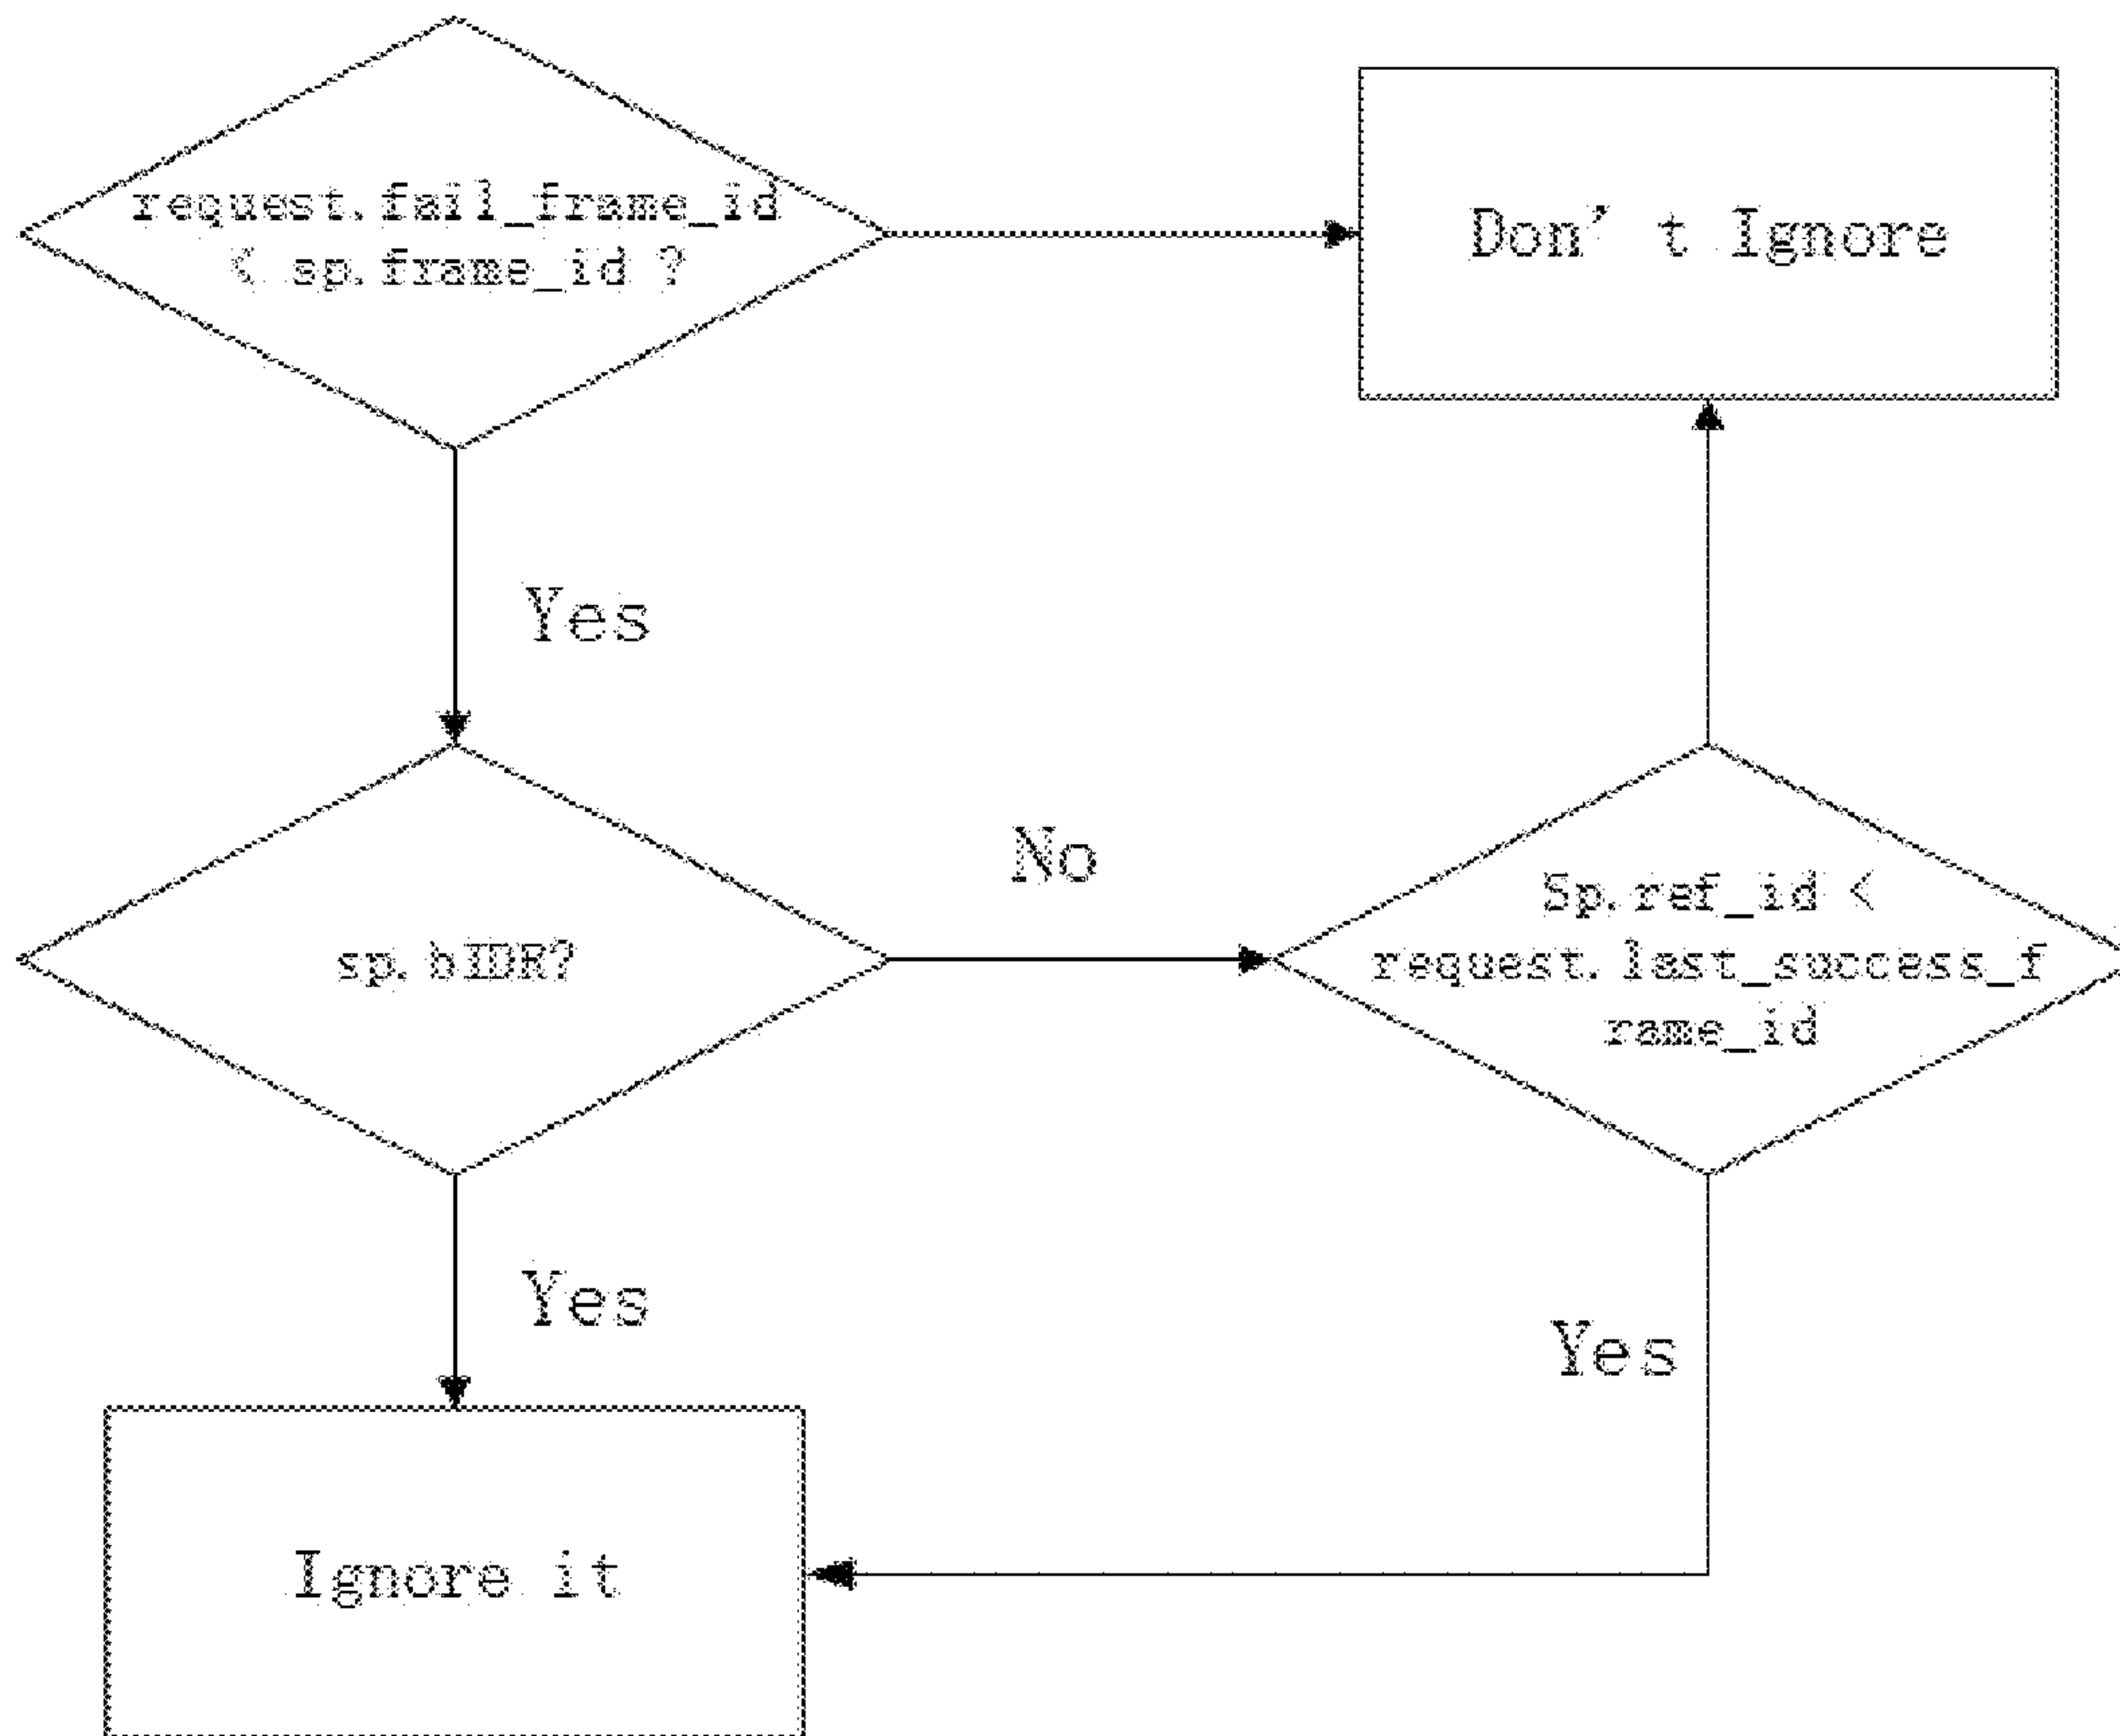 request.fail_frame_id
< sp.frame_id ?
Don't Ignore
Yes
No
sp.bIDR?
Sp.ref_id <
request.last_success_f
rame_id
Yes
Yes
Ignore it